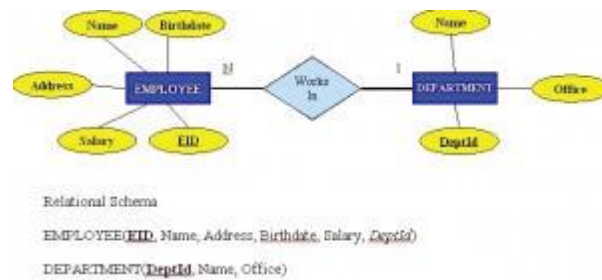 Name Birthdate Name
Address EMPLOYEE N Works In 1 DEPARTMENT Office
Salary EID DeptId
Relational Schema
EMPLOYEE(EID, Name, Address, Birthdate, Salary, DeptId)
DEPARTMENT(DeptId, Name, Office)